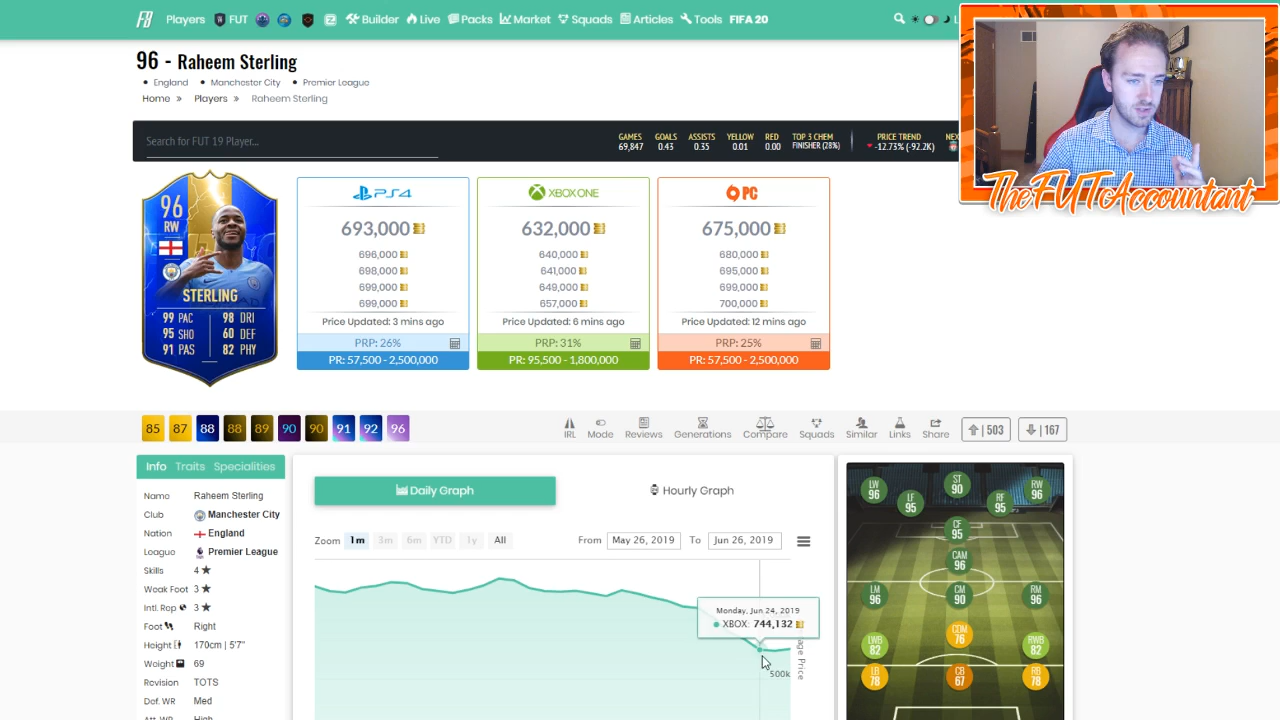 F8 Players FUT Builder Live Packs Market Squads Articles Tools FIFA 20
96 - Raheem Sterling
England Manchester City Premier League
Home » Players » Raheem Sterling
Search for FUT 19 Player...
GAMES GOALS ASSISTS YELLOW RED TOP 3 CHEM PRICE TREND
69,847 0.43 0.35 0.01 0.00 FINISHER (28%) -12.73% (-92.2K)
TheFUTAccountant
96
RW
STERLING
99 PAC 98 DRI
95 SHO 60 DEF
91 PAS 82 PHY
PS4
693,000
696,000
698,000
699,000
699,000
Price Updated: 3 mins ago
PRP: 26%
PR: 57,500 - 2,500,000
XBOX ONE
632,000
640,000
641,000
649,000
657,000
Price Updated: 6 mins ago
PRP: 31%
PR: 95,500 - 1,800,000
PC
675,000
680,000
695,000
699,000
700,000
Price Updated: 12 mins ago
PRP: 25%
PR: 57,500 - 2,500,000
85 87 88 88 89 90 90 91 92 96
IRL Mode Reviews Generations Compare Squads Similar Links Share
503
167
Info Traits Specialities
Name Raheem Sterling
Club Manchester City
Nation England
League Premier League
Skills 4
Weak Foot 3
Intl. Rep 3
Foot Right
Height 170cm | 5'7"
Weight 69
Revision TOTS
Def. WR Med
Att. WR High
Daily Graph
Hourly Graph
Zoom 1m 3m 6m YTD 1y All
From May 26, 2019 To Jun 26, 2019
Monday, Jun 24, 2019
XBOX: 744,132
500k
LW 96
LF 95
ST 90
RF 95
RW 96
CF 95
CAM 96
LM 96
CM 90
RM 96
CDM 76
LWB 82
RWB 82
LB 78
CB 67
RB 78